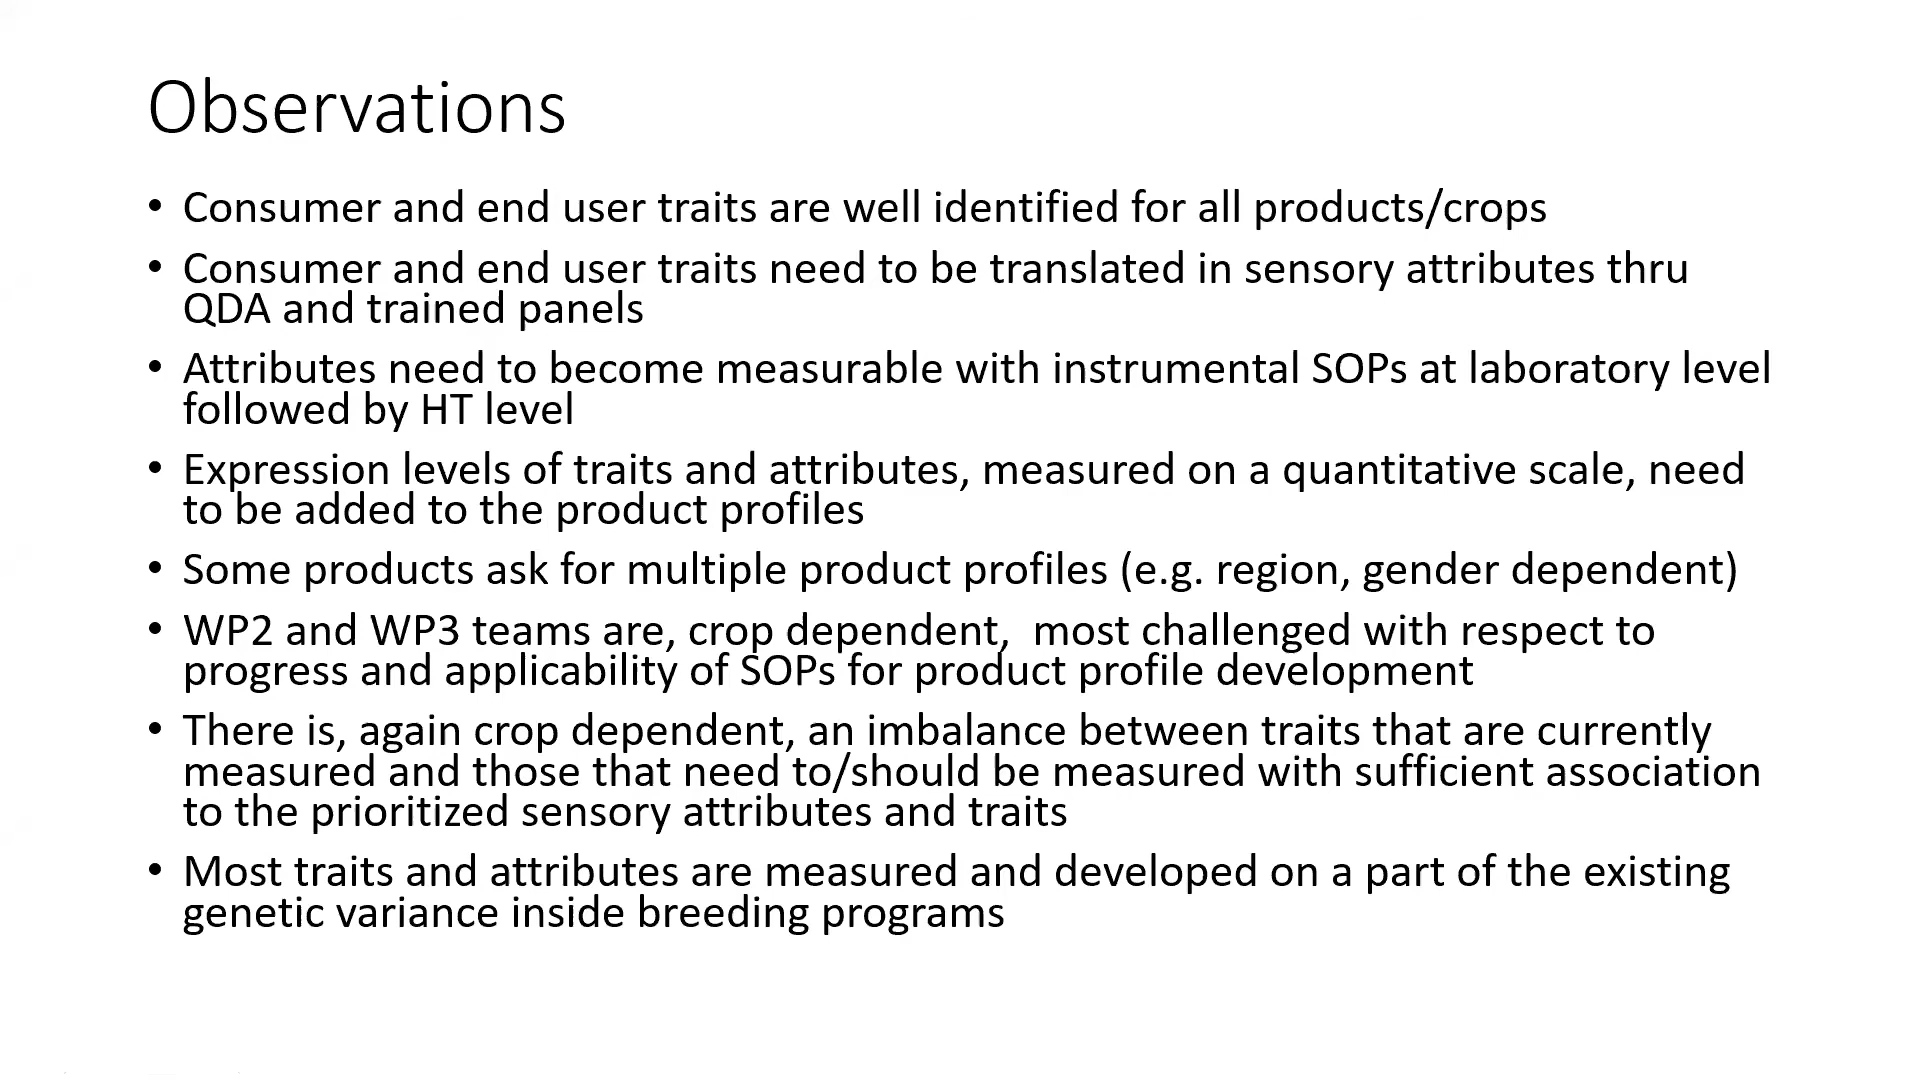 Observations
• Consumer and end user traits are well identified for all products/crops
• Consumer and end user traits need to be translated in sensory attributes thru
QDA and trained panels
• Attributes need to become measurable with instrumental SOPs at laboratory level
followed by HT level
• Expression levels of traits and attributes, measured on a quantitative scale, need
to be added to the product profiles
• Some products ask for multiple product profiles (e.g. region, gender dependent)
• WP2 and WP3 teams are, crop dependent,  most challenged with respect to
progress and applicability of SOPs for product profile development
• There is, again crop dependent, an imbalance between traits that are currently
measured and those that need to/should be measured with sufficient association
to the prioritized sensory attributes and traits
• Most traits and attributes are measured and developed on a part of the existing
genetic variance inside breeding programs